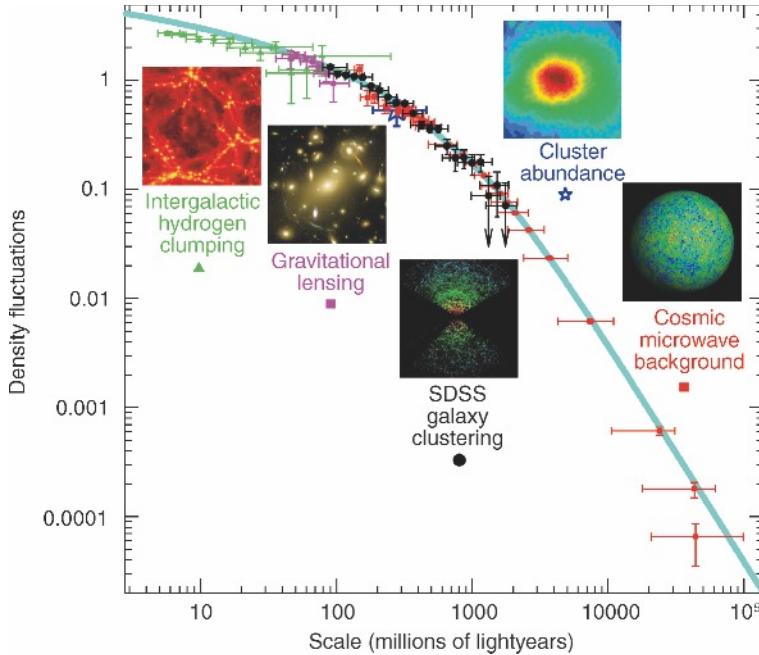 Density fluctuations
1
0.1
0.01
0.001
0.0001
Intergalactic
hydrogen
clumping
Gravitational
lensing
SDSS
galaxy
clustering
Cluster
abundance
Cosmic
microwave
background
10
100
1000
10000
10⁵
Scale (millions of lightyears)